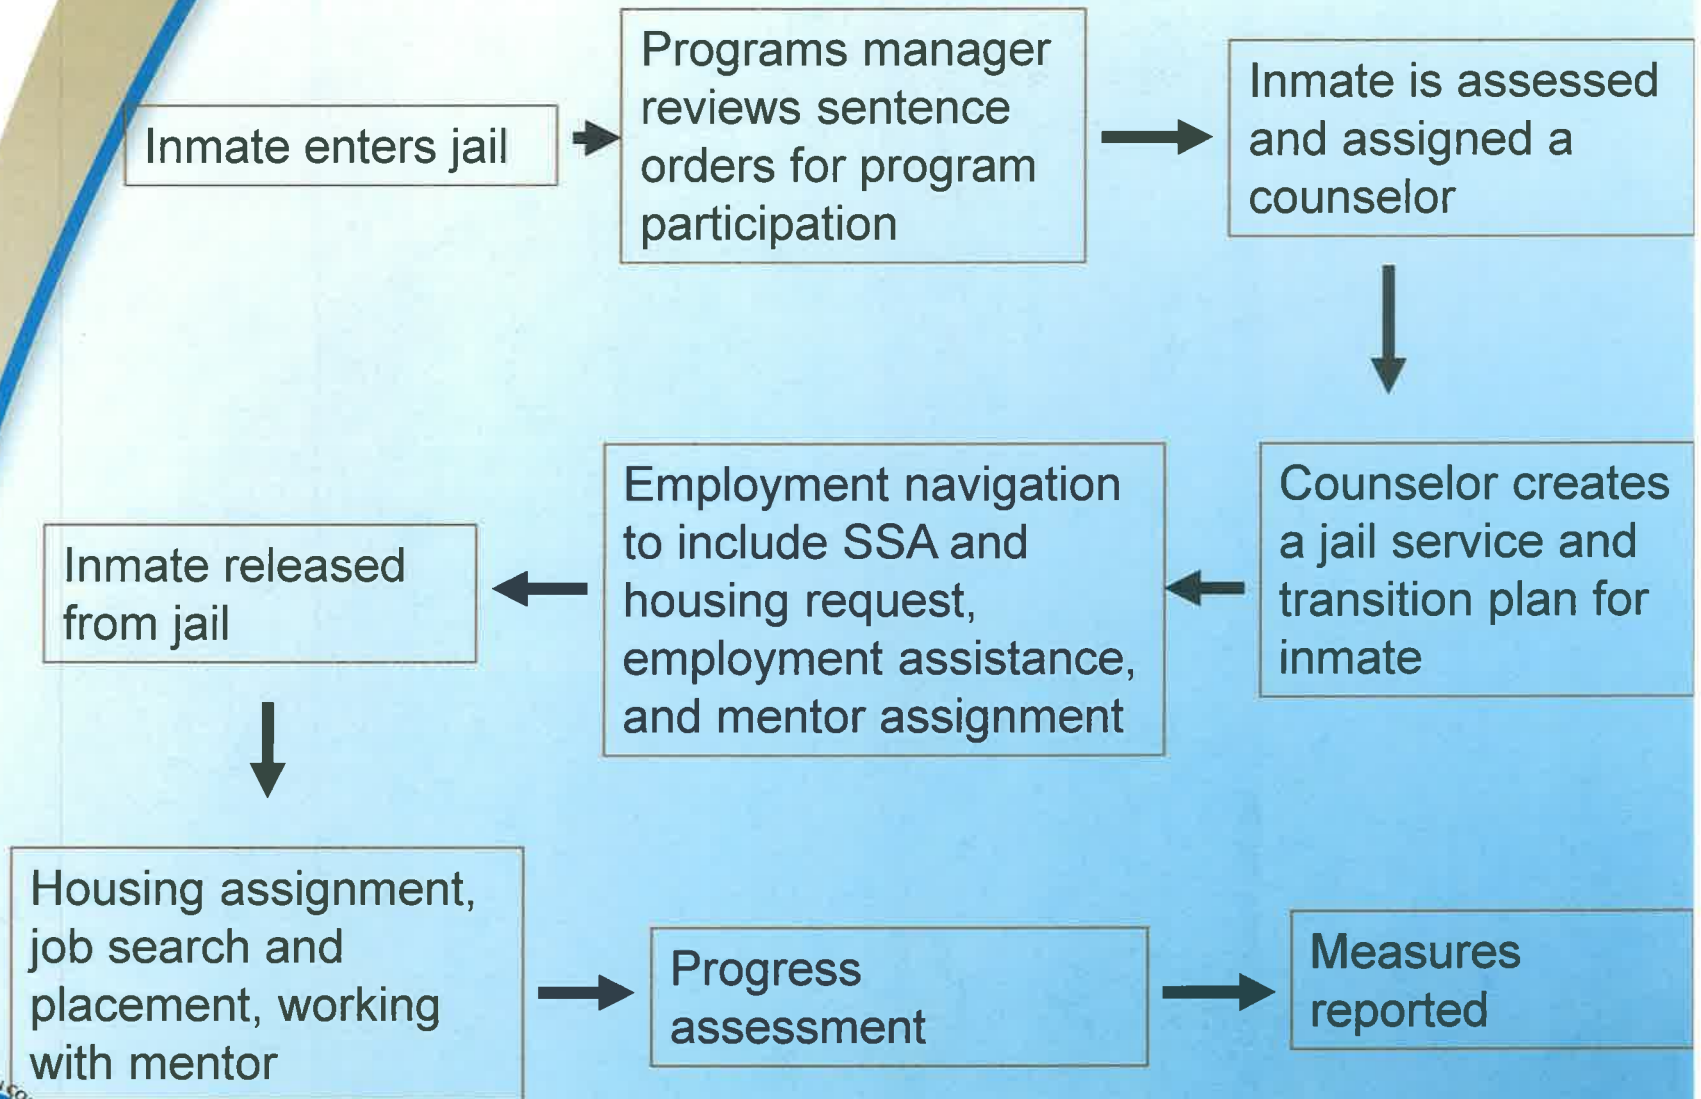 Inmate enters jail
Programs manager
reviews sentence
orders for program
participation
Inmate is assessed
and assigned a
counselor
Counselor creates
a jail service and
transition plan for
inmate
Employment navigation
to include SSA and
housing request,
employment assistance,
and mentor assignment
Inmate released
from jail
Housing assignment,
job search and
placement, working
with mentor
Progress
assessment
Measures
reported